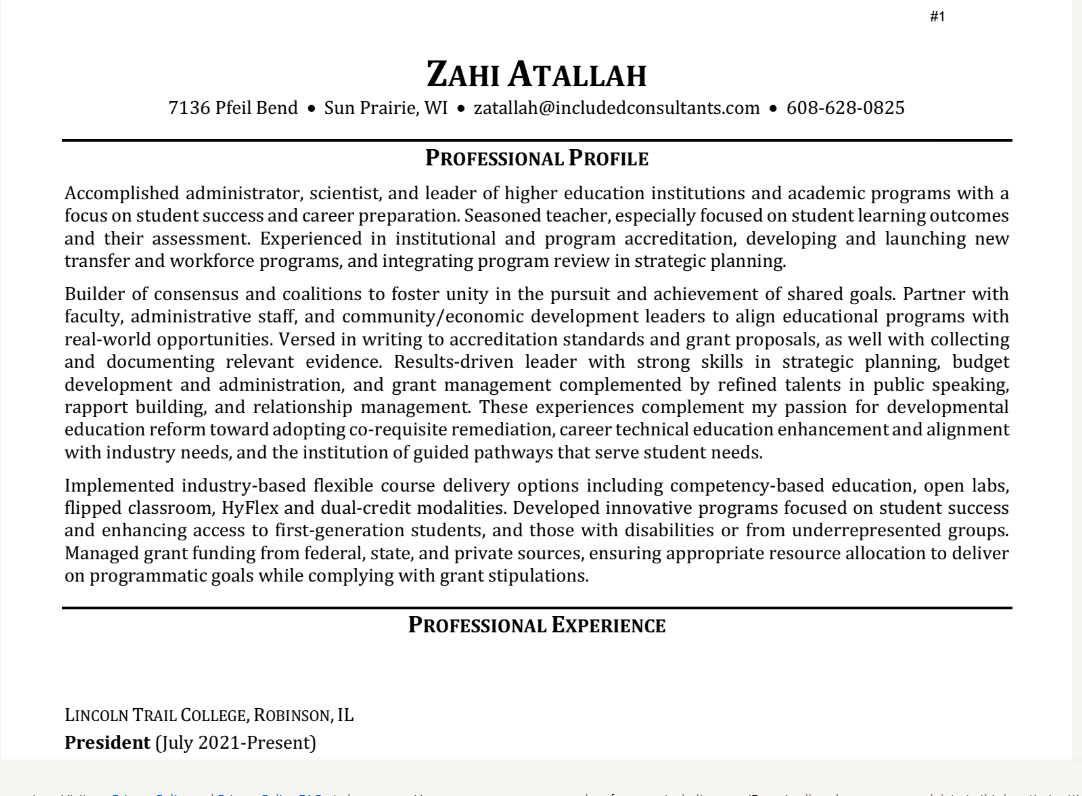 #1
ZAHI ATALLAH
7136 Pfeil Bend • Sun Prairie, WI • zatallah@includedconsultants.com • 608-628-0825
PROFESSIONAL PROFILE
Accomplished administrator, scientist, and leader of higher education institutions and academic programs with a
focus on student success and career preparation. Seasoned teacher, especially focused on student learning outcomes
and their assessment. Experienced in institutional and program accreditation, developing and launching new
transfer and workforce programs, and integrating program review in strategic planning.
Builder of consensus and coalitions to foster unity in the pursuit and achievement of shared goals. Partner with
faculty, administrative staff, and community/economic development leaders to align educational programs with
real-world opportunities. Versed in writing to accreditation standards and grant proposals, as well with collecting
and documenting relevant evidence. Results-driven leader with strong skills in strategic planning, budget
development and administration, and grant management complemented by refined talents in public speaking,
rapport building, and relationship management. These experiences complement my passion for developmental
education reform toward adopting co-requisite remediation, career technical education enhancement and alignment
with industry needs, and the institution of guided pathways that serve student needs.
Implemented industry-based flexible course delivery options including competency-based education, open labs,
flipped classroom, HyFlex and dual-credit modalities. Developed innovative programs focused on student success
and enhancing access to first-generation students, and those with disabilities or from underrepresented groups.
Managed grant funding from federal, state, and private sources, ensuring appropriate resource allocation to deliver
on programmatic goals while complying with grant stipulations.
PROFESSIONAL EXPERIENCE
LINCOLN TRAIL COLLEGE, ROBINSON, IL
President (July 2021-Present)